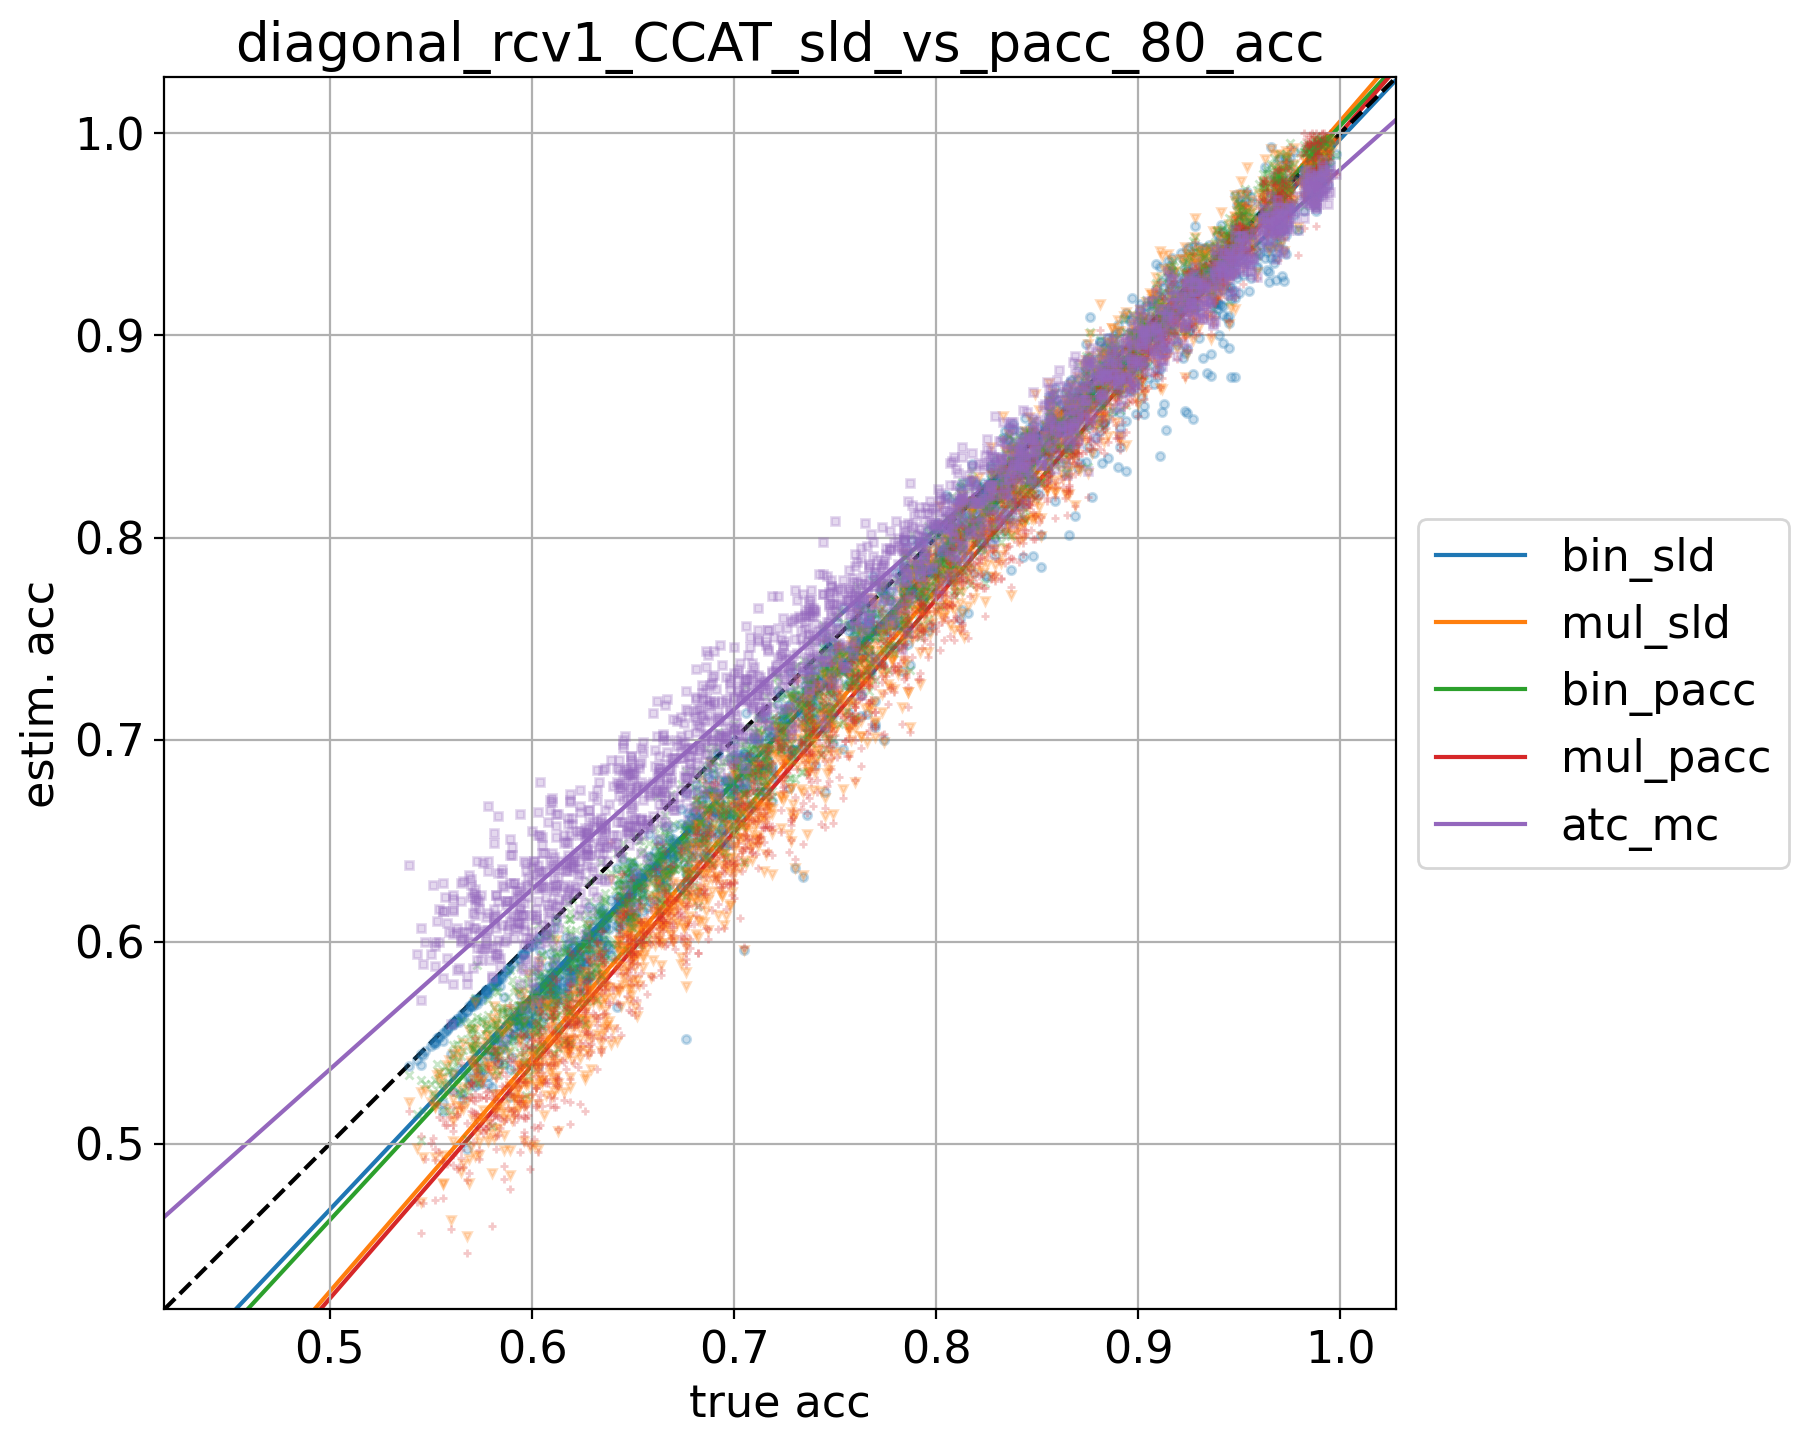 diagonal_rcv1_CCAT_sld_vs_pacc_80_acc
1.0
0.9
0.8
0.7
0.6
0.5
estim. acc
0.5 0.6 0.7 0.8 0.9 1.0
true acc
bin_sld
mul_sld
bin_pacc
mul_pacc
atc_mc